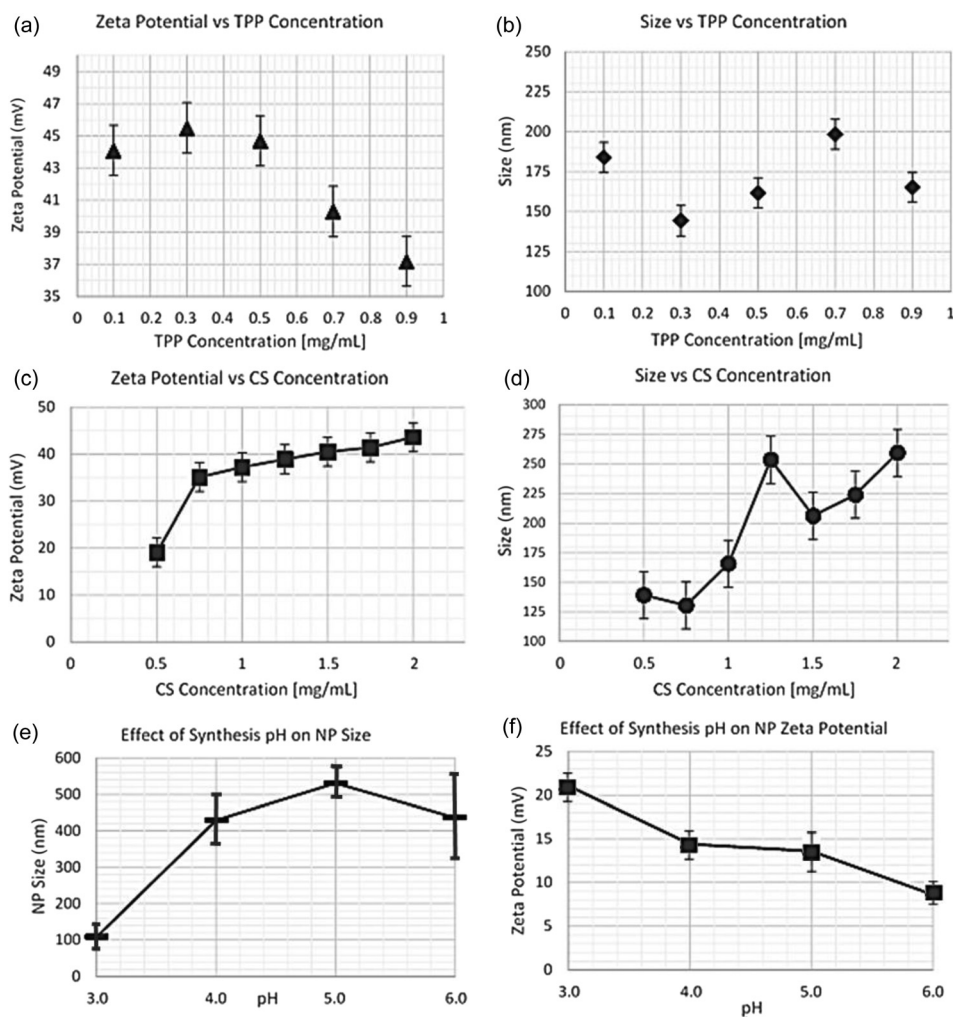 (a) Zeta Potential vs TPP Concentration
Zeta Potential (mV)
49
47
45
43
41
39
37
35
0 0.1 0.2 0.3 0.4 0.5 0.6 0.7 0.8 0.9 1
TPP Concentration [mg/mL]
(b) Size vs TPP Concentration
Size (nm)
250
225
200
175
150
125
100
0 0.1 0.2 0.3 0.4 0.5 0.6 0.7 0.8 0.9 1
TPP Concentration [mg/mL]
(c) Zeta Potential vs CS Concentration
Zeta Potential (mV)
50
40
30
20
10
0
0 0.5 1 1.5 2
CS Concentration [mg/mL]
(d) Size vs CS Concentration
Size (nm)
300
275
250
225
200
175
150
125
100
0 0.5 1 1.5 2
CS Concentration [mg/mL]
(e) Effect of Synthesis pH on NP Size
NP Size (nm)
600
500
400
300
200
100
0
3.0 4.0 5.0 6.0
pH
(f) Effect of Synthesis pH on NP Zeta Potential
Zeta Potential (mV)
25
20
15
10
5
0
3.0 4.0 5.0 6.0
pH